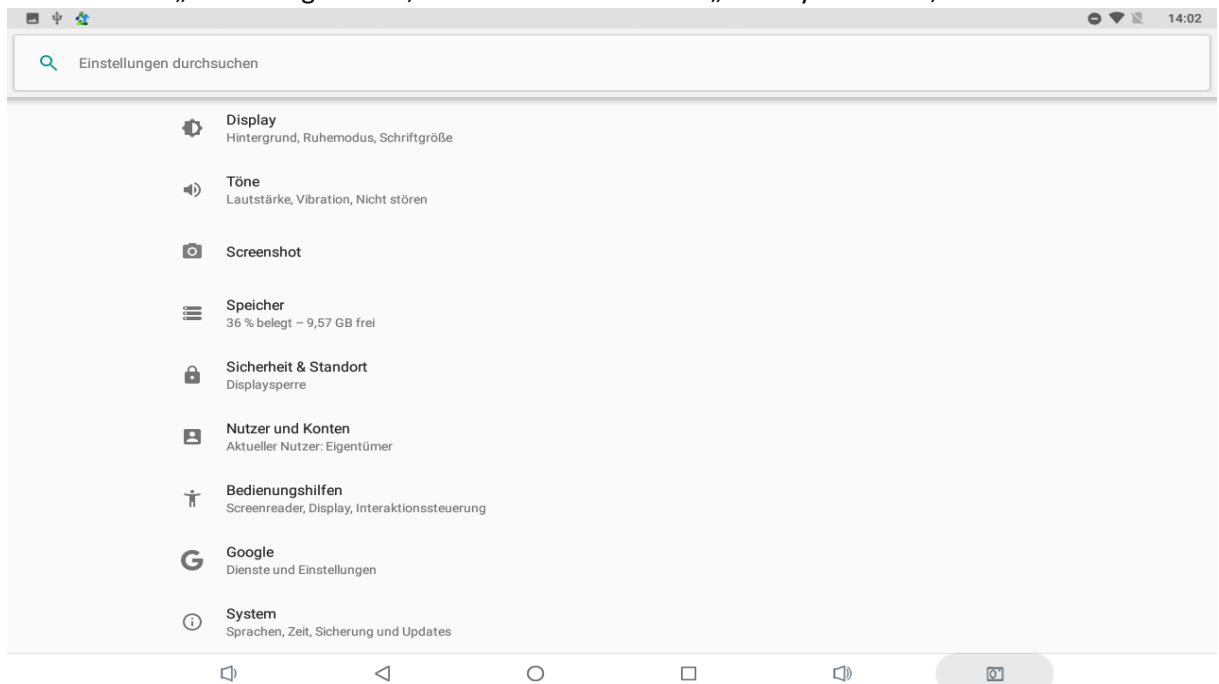 14:02
Einstellungen durchsuchen
Display
Hintergrund, Ruhemodus, Schriftgröße
Töne
Lautstärke, Vibration, Nicht stören
Screenshot
Speicher
36 % belegt – 9,57 GB frei
Sicherheit & Standort
Displaysperre
Nutzer und Konten
Aktueller Nutzer: Eigentümer
Bedienungshilfen
Screenreader, Display, Interaktionssteuerung
Google
Dienste und Einstellungen
System
Sprachen, Zeit, Sicherung und Updates